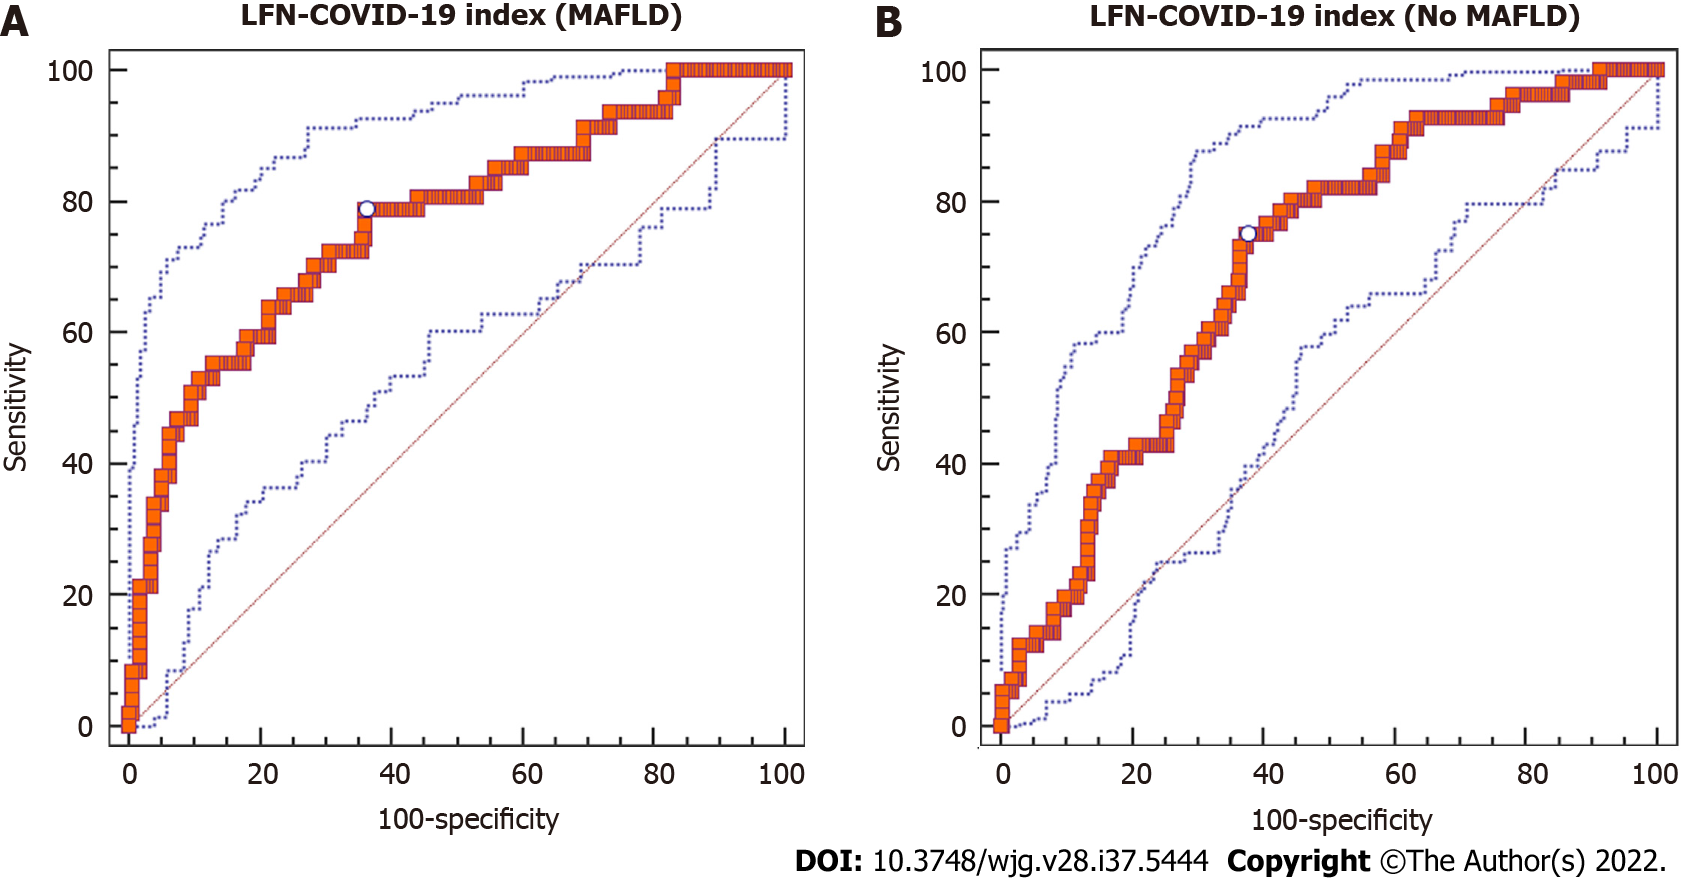 A
LFN-COVID-19 index (MAFLD)
100
80
60
40
20
0
Sensitivity
0 20 40 60 80 100
100-specificity
B
LFN-COVID-19 index (No MAFLD)
100
80
60
40
20
0
Sensitivity
0 20 40 60 80 100
100-specificity
DOI: 10.3748/wjg.v28.i37.5444 Copyright ©The Author(s) 2022.